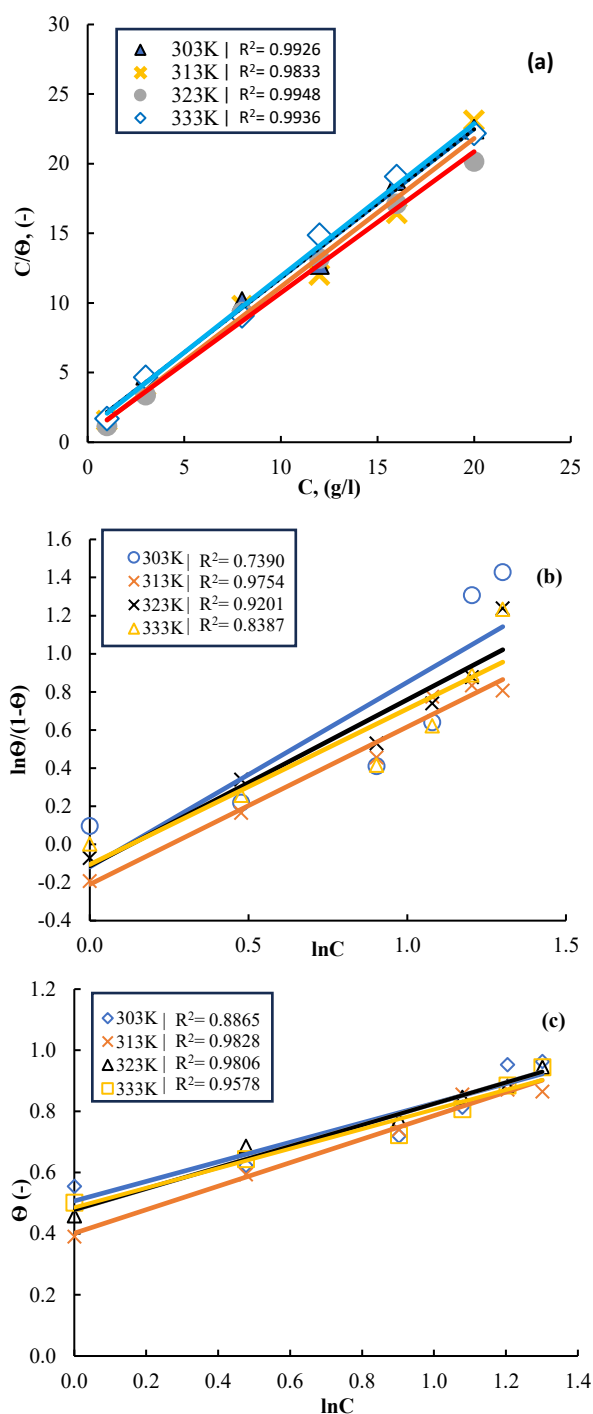 30
25
20
15
10
5
0
C/Θ, (-)
303K | R²= 0.9926
313K | R²= 0.9833
323K | R²= 0.9948
333K | R²= 0.9936
(a)
0 5 10 15 20 25
C, (g/l)
1.6
1.4
1.2
1.0
0.8
0.6
0.4
0.2
0.0
-0.2
-0.4
lnΘ/(1-Θ)
303K | R²= 0.7390
313K | R²= 0.9754
323K | R²= 0.9201
333K | R²= 0.8387
(b)
0.0 0.5 1.0 1.5
lnC
1.2
1.0
0.8
0.6
0.4
0.2
0.0
Θ (-)
303K | R²= 0.8865
313K | R²= 0.9828
323K | R²= 0.9806
333K | R²= 0.9578
(c)
0.0 0.2 0.4 0.6 0.8 1.0 1.2 1.4
lnC